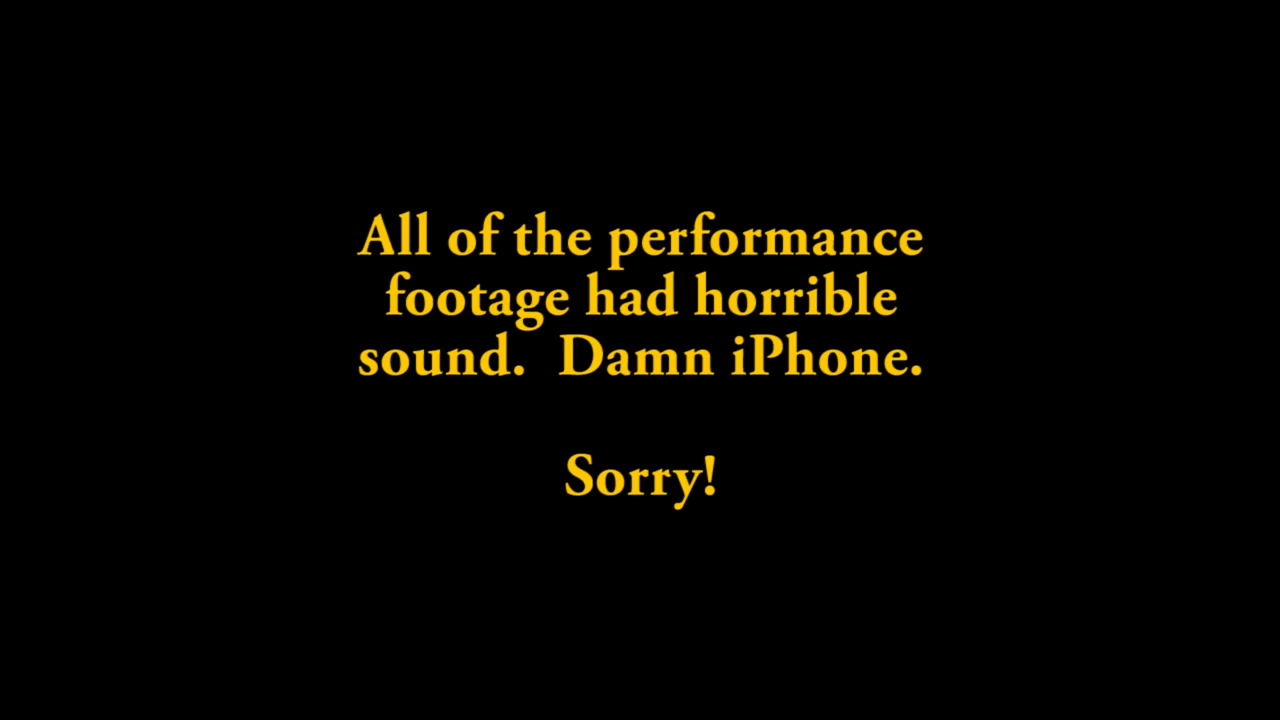 All of the performance
footage had horrible
sound.  Damn iPhone.
Sorry!